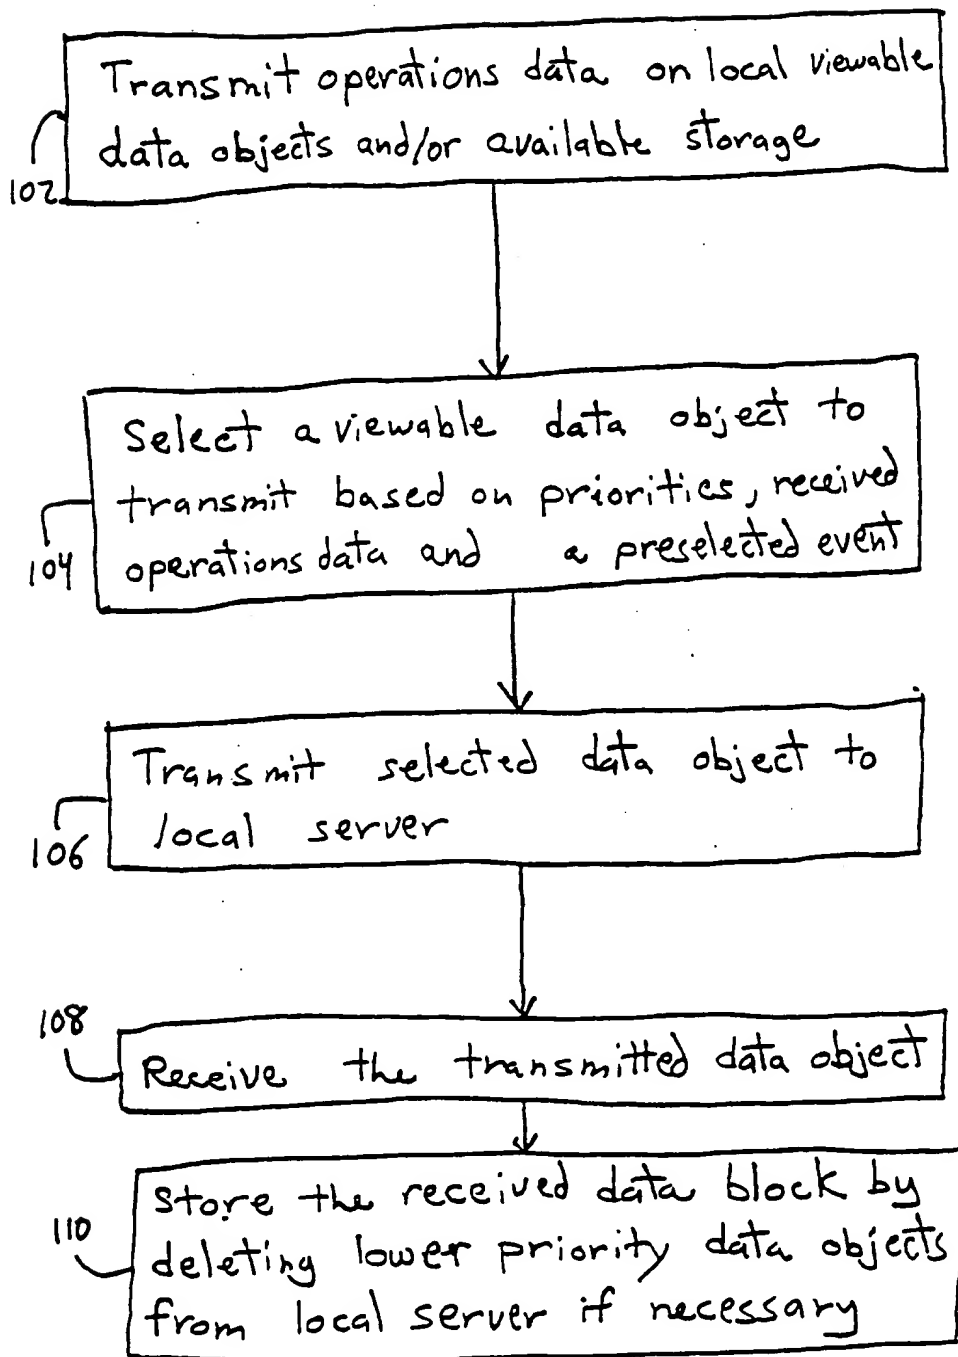 Transmit operations data on local viewable
data objects and/or available storage
102
Select a viewable data object to
transmit based on priorities, received
operations data and a preselected event
104
Transmit selected data object to
local server
106
108
Receive the transmitted data object
Store the received data block by
110
deleting lower priority data objects
from local server if necessary